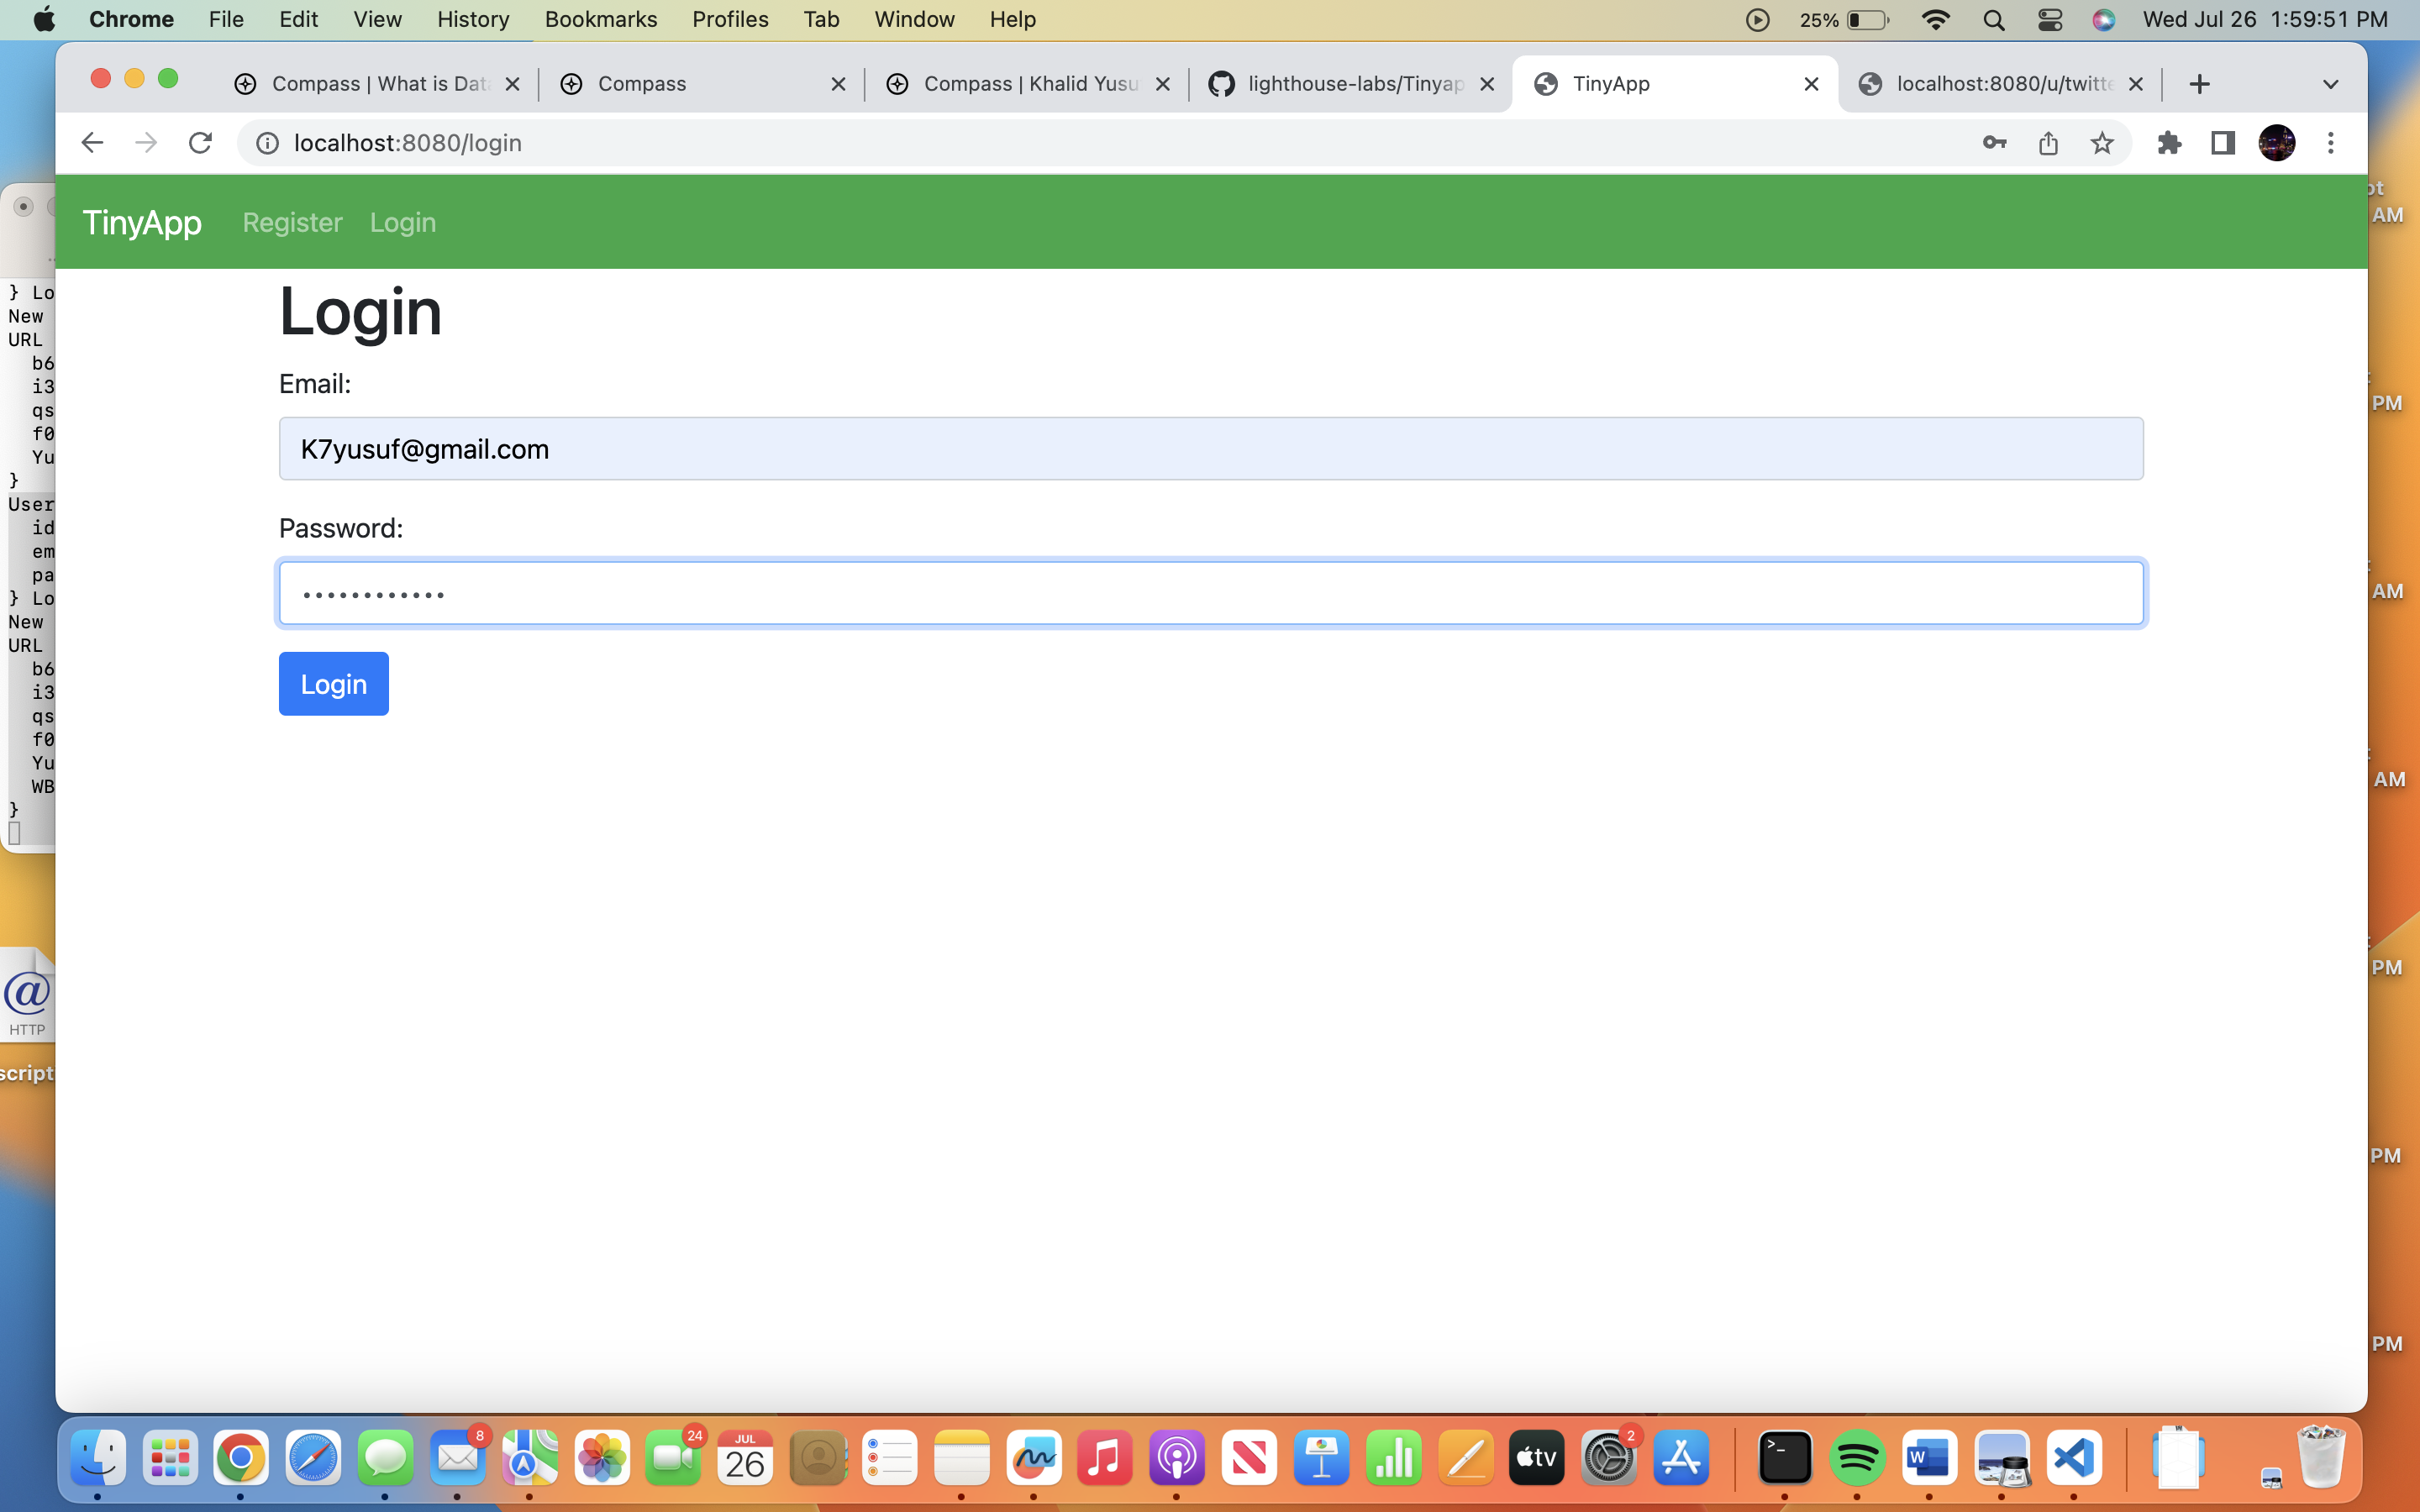 Chrome File Edit View History Bookmarks Profiles Tab Window Help 25% Wed Jul 26 1:59:51 PM
Compass | What is Dat Compass Compass | Khalid Yusu lighthouse-labs/Tinyap TinyApp localhost:8080/u/twitte
localhost:8080/login
TinyApp Register Login
Login
Email:
K7yusuf@gmail.com
Password:
Login
} Lo
New
URL
b6
i3
qs
f0
Yu
}
User
id
em
pa
} Lo
New
URL
b6
i3
qs
f0
Yu
WB
}
@
HTTP
script
pt
AM
PM
AM
AM
PM
PM
PM
8
24
JUL
26
tv
2
>_
W